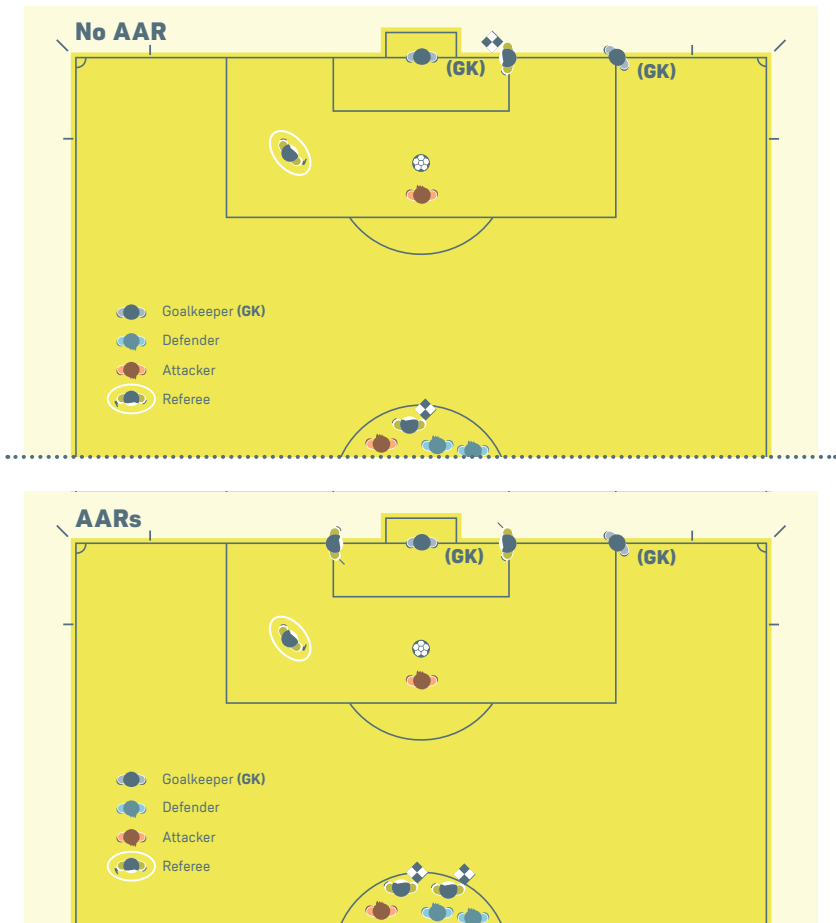 No AAR
(GK)
(GK)
Goalkeeper (GK)
Defender
Attacker
Referee
AARs
(GK)
(GK)
Goalkeeper (GK)
Defender
Attacker
Referee